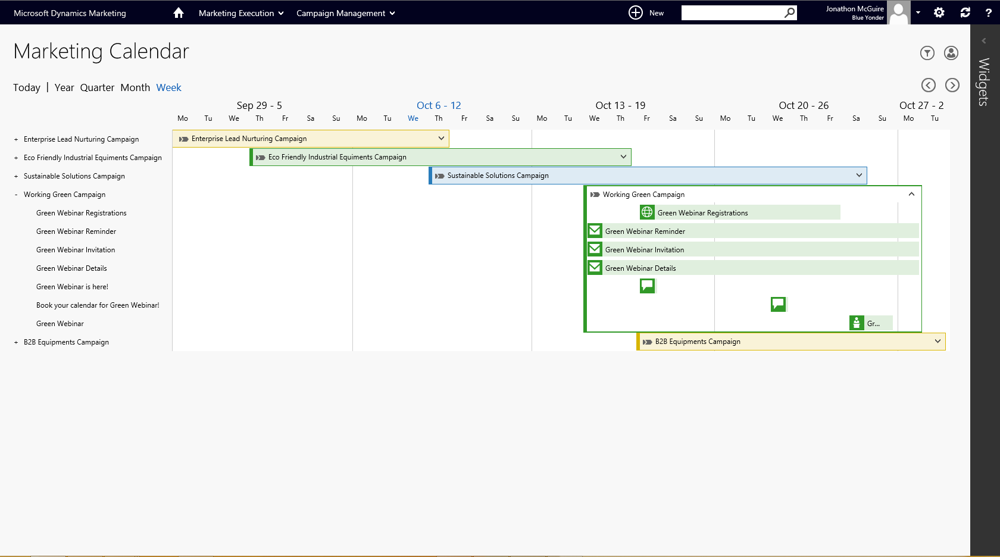 Microsoft Dynamics Marketing Marketing Execution Campaign Management New Jonathon McGuire
Blue Yonder
?
Marketing Calendar
Widgets
Today | Year Quarter Month Week
Sep 29 - 5 Oct 6 - 12 Oct 13 - 19 Oct 20 - 26 Oct 27 - 2
Mo Tu We Th Fr Sa Su Mo Tu We Th Fr Sa Su Mo Tu We Th Fr Sa Su Mo Tu We Th Fr Sa Su Mo Tu
+ Enterprise Lead Nurturing Campaign Enterprise Lead Nurturing Campaign
+ Eco Friendly Industrial Equiments Campaign Eco Friendly Industrial Equiments Campaign
+ Sustainable Solutions Campaign Sustainable Solutions Campaign
- Working Green Campaign Working Green Campaign
Green Webinar Registrations Green Webinar Registrations
Green Webinar Reminder Green Webinar Reminder
Green Webinar Invitation Green Webinar Invitation
Green Webinar Details Green Webinar Details
Green Webinar is here!
Book your calendar for Green Webinar!
Green Webinar Gr...
+ B2B Equipments Campaign B2B Equipments Campaign